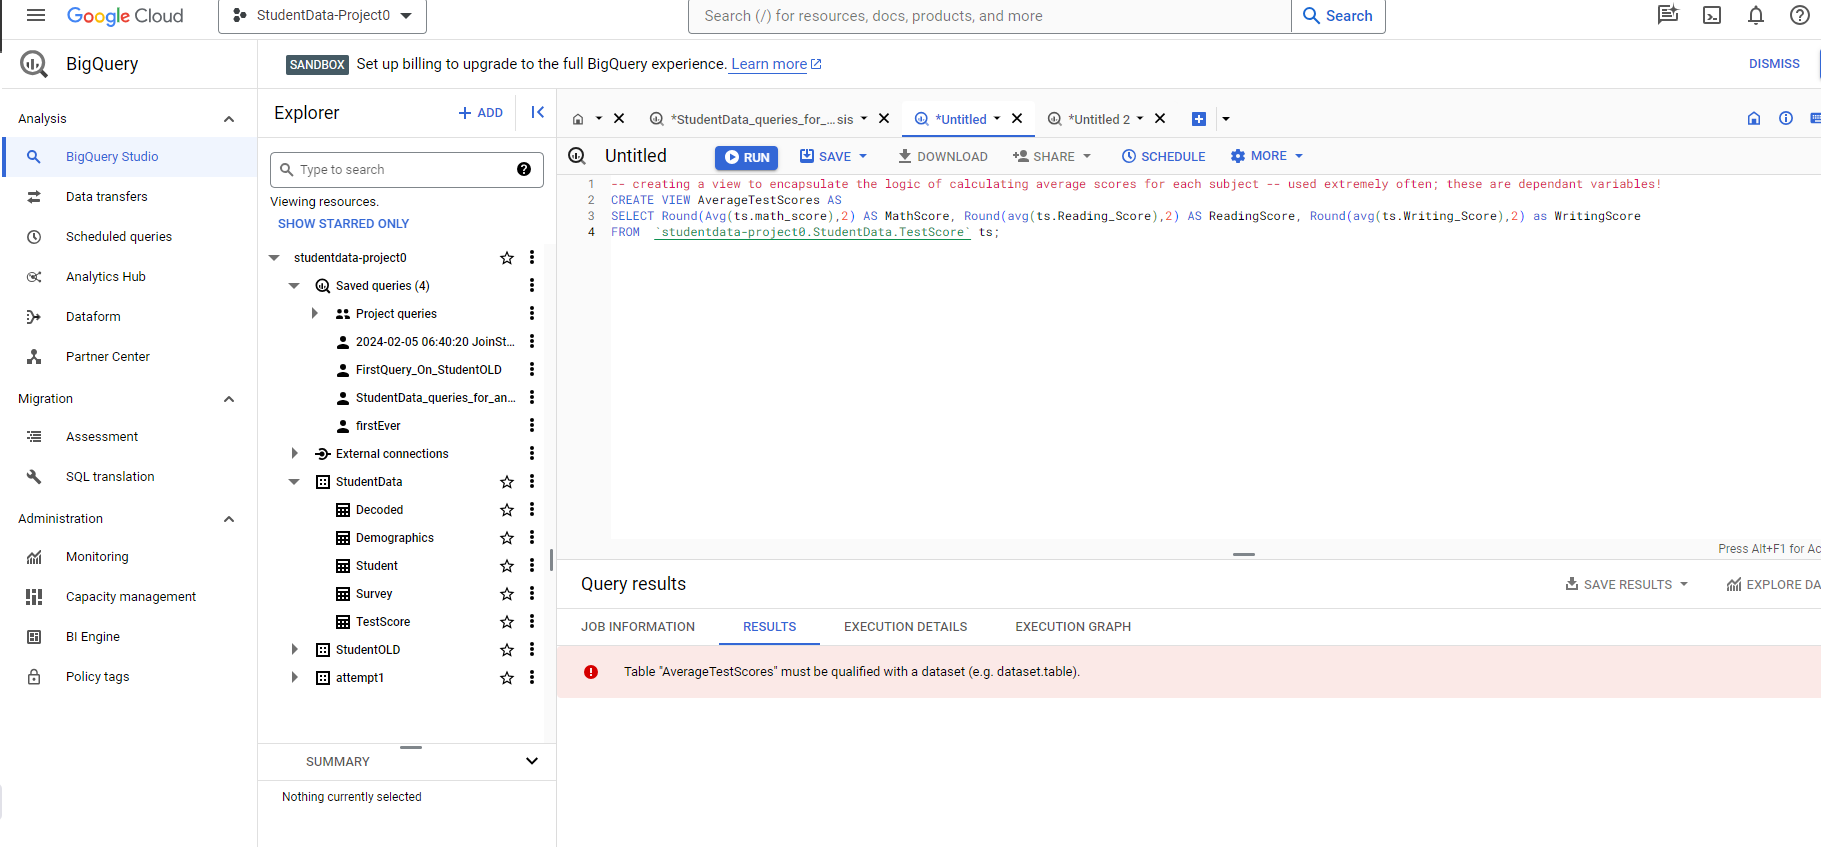 Google Cloud
StudentData-Project0
Search (/) for resources, docs, products, and more
Search
BigQuery
SANDBOX Set up billing to upgrade to the full BigQuery experience. Learn more
DISMISS
Analysis
BigQuery Studio
Data transfers
Scheduled queries
Analytics Hub
Dataform
Partner Center
Migration
Assessment
SQL translation
Administration
Monitoring
Capacity management
BI Engine
Policy tags
Explorer
+ ADD
Type to search
Viewing resources.
SHOW STARRED ONLY
studentdata-project0
Saved queries (4)
Project queries
2024-02-05 06:40:20 JoinSt...
FirstQuery_On_StudentOLD
StudentData_queries_for_an...
firstEver
External connections
StudentData
Decoded
Demographics
Student
Survey
TestScore
StudentOLD
attempt1
SUMMARY
Nothing currently selected
*StudentData_queries_for_...sis
*Untitled
*Untitled 2
Untitled
RUN
SAVE
DOWNLOAD
SHARE
SCHEDULE
MORE
1 -- creating a view to encapsulate the logic of calculating average scores for each subject -- used extremely often; these are dependant variables!
2 CREATE VIEW AverageTestScores AS
3 SELECT Round(Avg(ts.math_score),2) AS MathScore, Round(avg(ts.Reading_Score),2) AS ReadingScore, Round(avg(ts.Writing_Score),2) as WritingScore
4 FROM `studentdata-project0.StudentData.TestScore` ts;
Press Alt+F1 for Ac
Query results
SAVE RESULTS
EXPLORE DA
JOB INFORMATION
RESULTS
EXECUTION DETAILS
EXECUTION GRAPH
Table "AverageTestScores" must be qualified with a dataset (e.g. dataset.table).